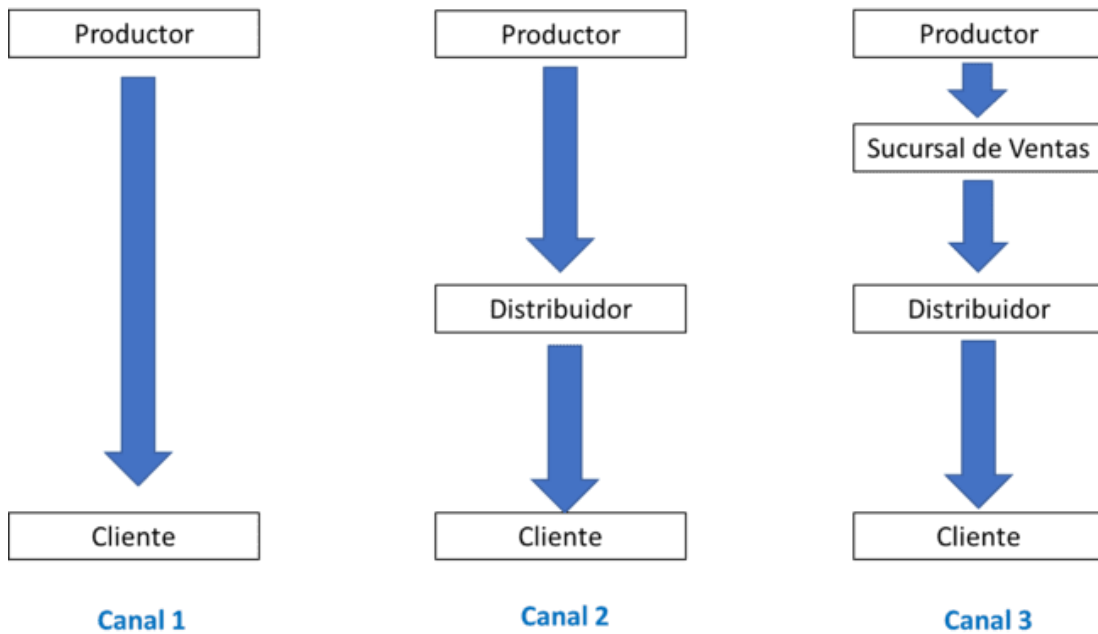 Productor
Cliente
Canal 1
Productor
Distribuidor
Cliente
Canal 2
Productor
Sucursal de Ventas
Distribuidor
Cliente
Canal 3